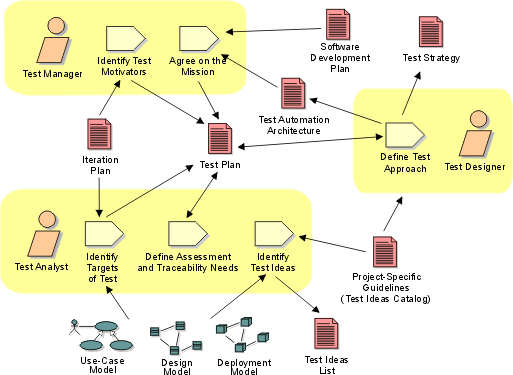 Test Manager
Identify Test
Motivators
Agree on the
Mission
Software
Development
Plan
Test Strategy
Test Automation
Architecture
Iteration
Plan
Test Plan
Define Test
Approach
Test Designer
Test Analyst
Identify
Targets
of Test
Define Assessment
and Traceability Needs
Identify
Test Ideas
Project-Specific
Guidelines
( Test Ideas Catalog)
Use-Case
Model
Design
Model
Deployment
Model
Test Ideas
List